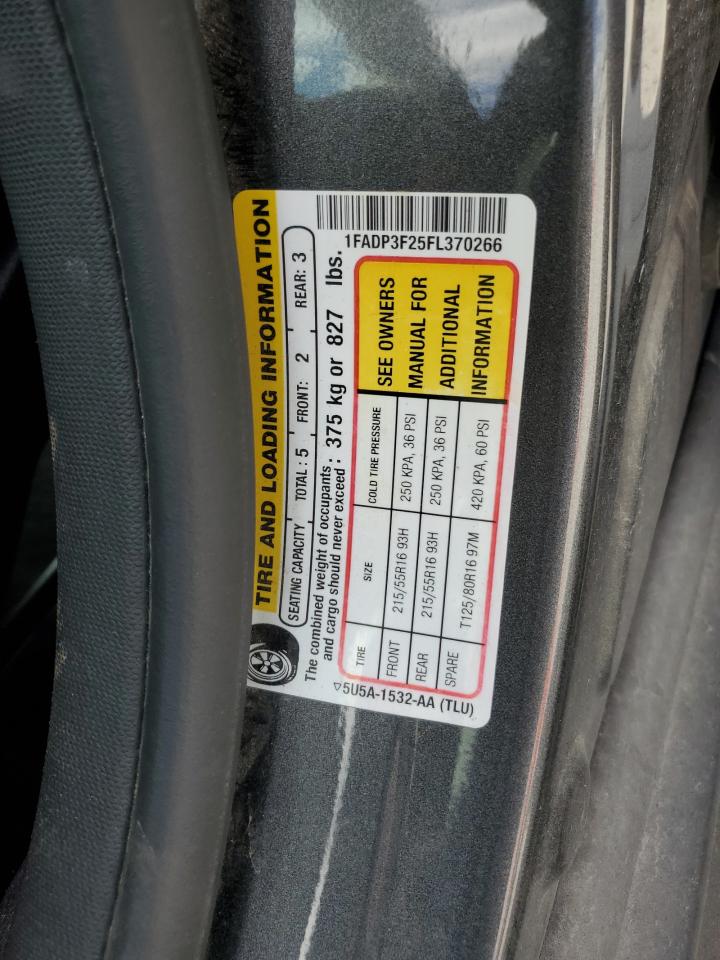 TIRE AND LOADING INFORMATION
SEATING CAPACITY TOTAL : 5 FRONT: 2 REAR: 3
The combined weight of occupants
and cargo should never exceed : 375 kg or 827 lbs.
TIRE SIZE COLD TIRE PRESSURE
FRONT 215/55R16 93H 250 KPA, 36 PSI
REAR 215/55R16 93H 250 KPA, 36 PSI
SPARE T125/80R16 97M 420 KPA, 60 PSI
SEE OWNERS
MANUAL FOR
ADDITIONAL
INFORMATION
5U5A-1532-AA (TLU)
1FADP3F25FL370266